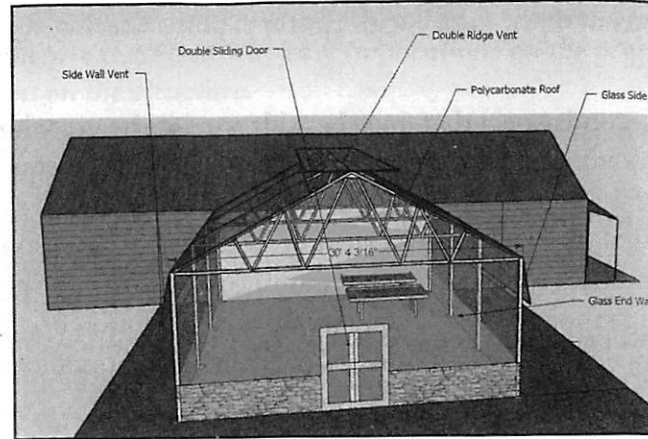 Double Ridge Vent
Double Sliding Door
Side Wall Vent
Polycarbonate Roof
Glass Side
30' 4 3/16"
Glass End Wa